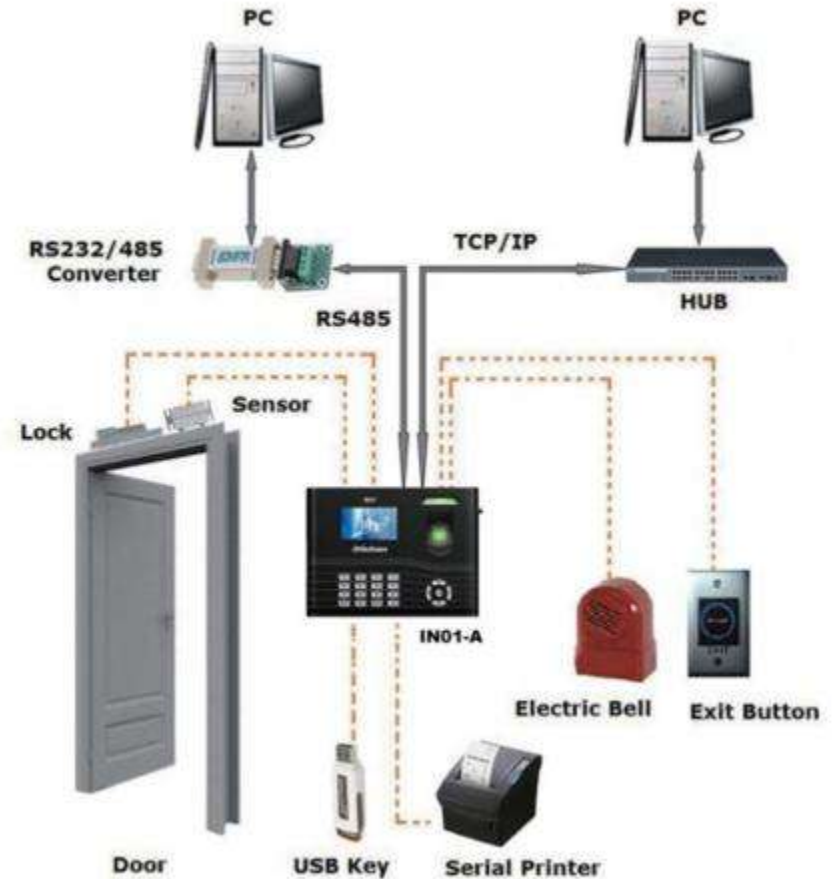 PC
PC
RS232/485
Converter
TCP/IP
HUB
RS485
Lock
Sensor
IN01-A
Electric Bell
Exit Button
Door
USB Key
Serial Printer